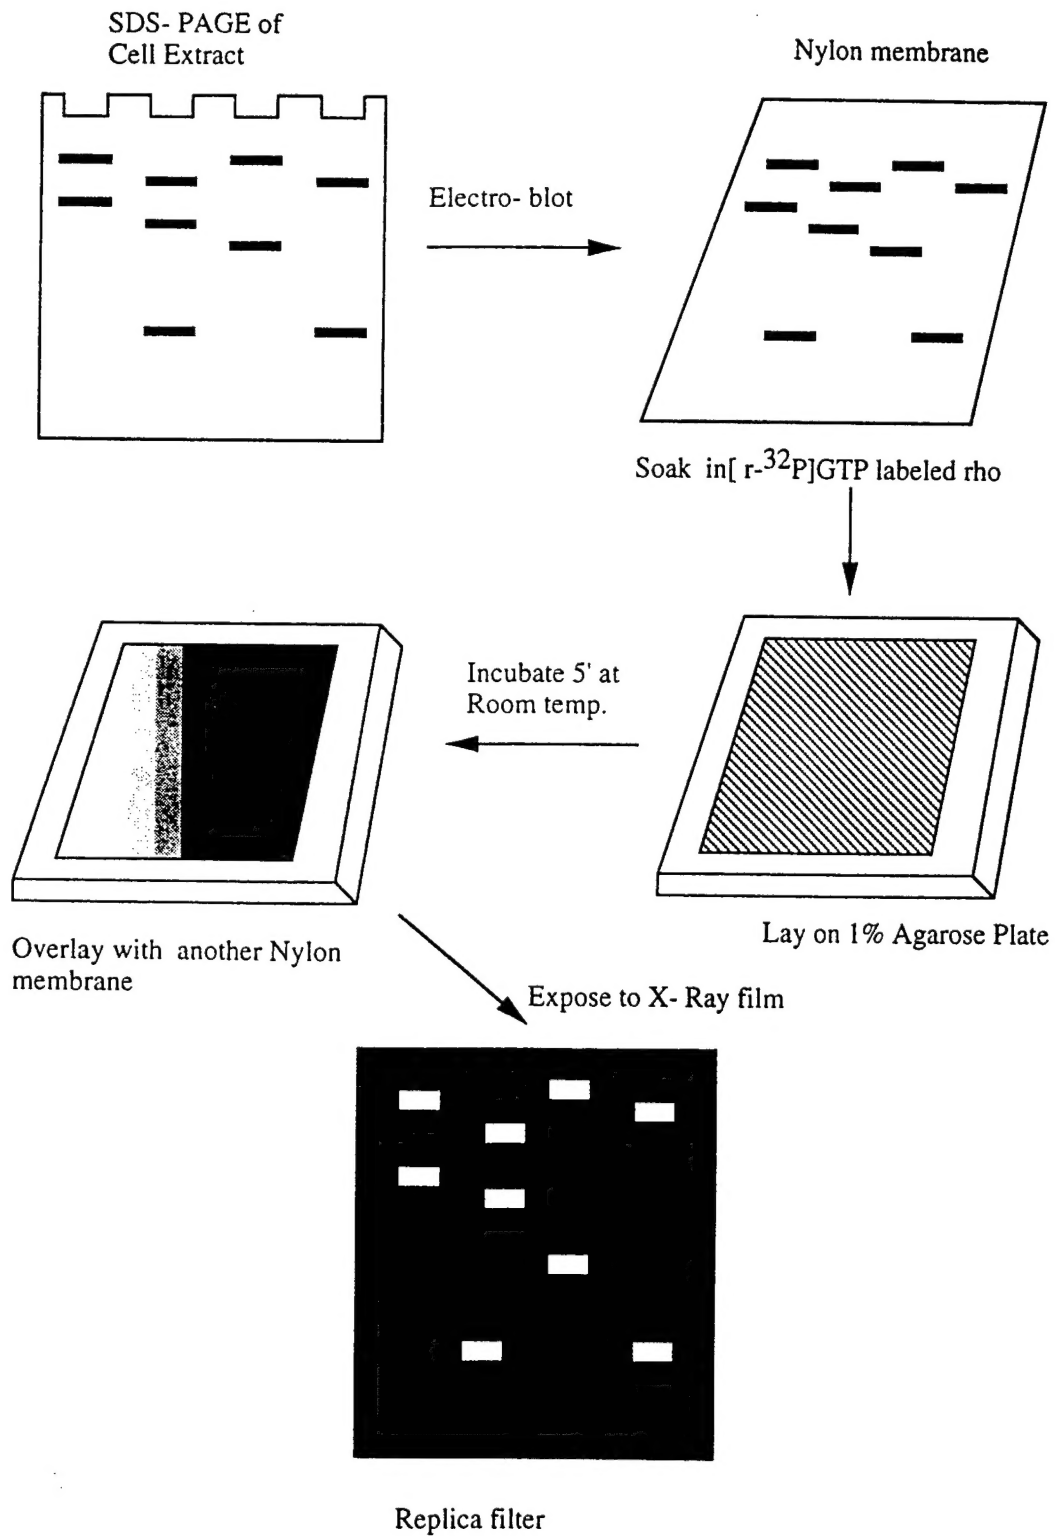 SDS- PAGE of
Cell Extract
Nylon membrane
Electro- blot
Soak in[ r-32P]GTP labeled rho
Incubate 5' at
Room temp.
Lay on 1% Agarose Plate
Overlay with another Nylon
membrane
Expose to X- Ray film
Replica filter